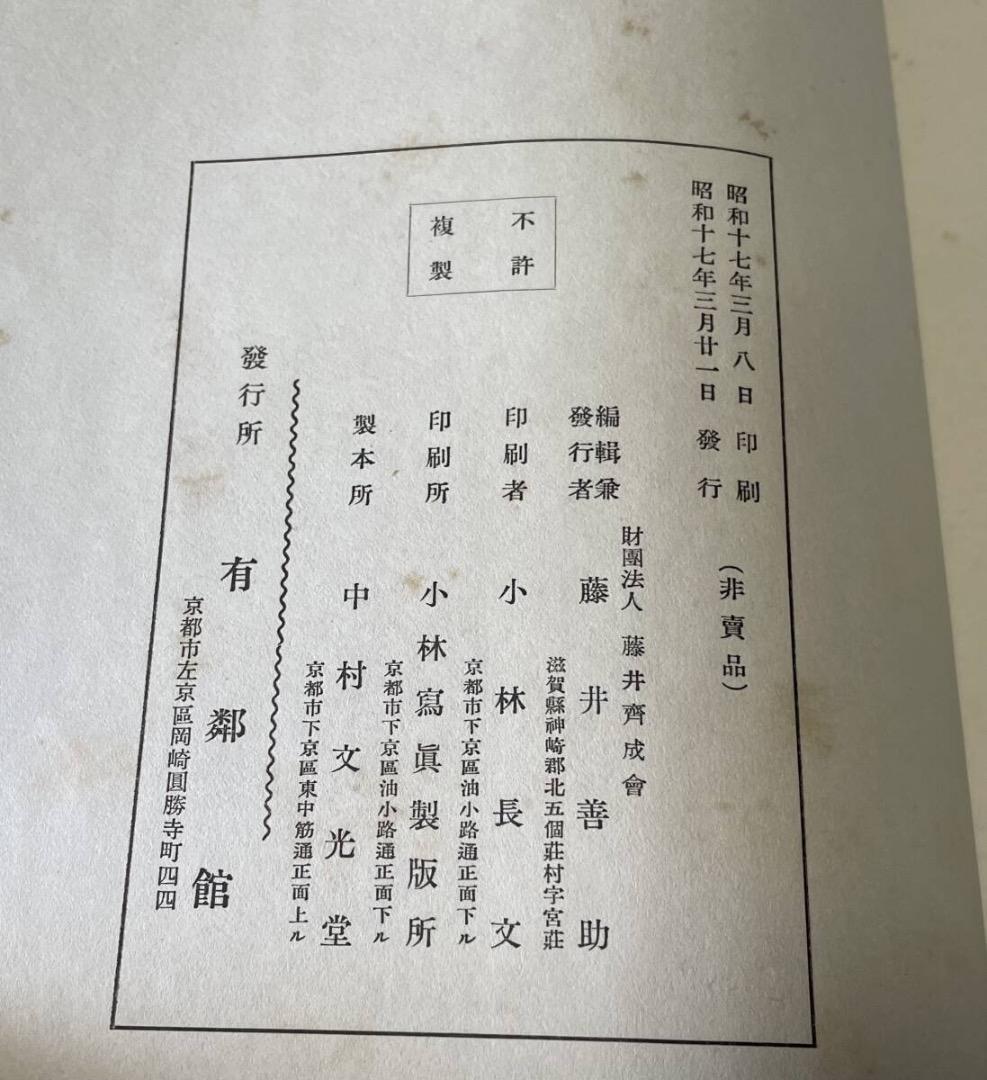 昭和十七年三月八日印刷
昭和十七年三月廿一日發行
(非賣品)
不許
複製
編輯兼
發行者
財團法人 藤井齊成會
藤井善助
滋賀縣神崎郡北五個莊村字宮莊
印刷者
小林長文
京都市下京區油小路通正面下ル
印刷所
小林寫眞製版所
京都市下京區油小路通正面下ル
製本所
中村文光堂
京都市下京區東中筋通正面上ル
發行所
有鄰館
京都市左京區岡崎圓勝寺町四四